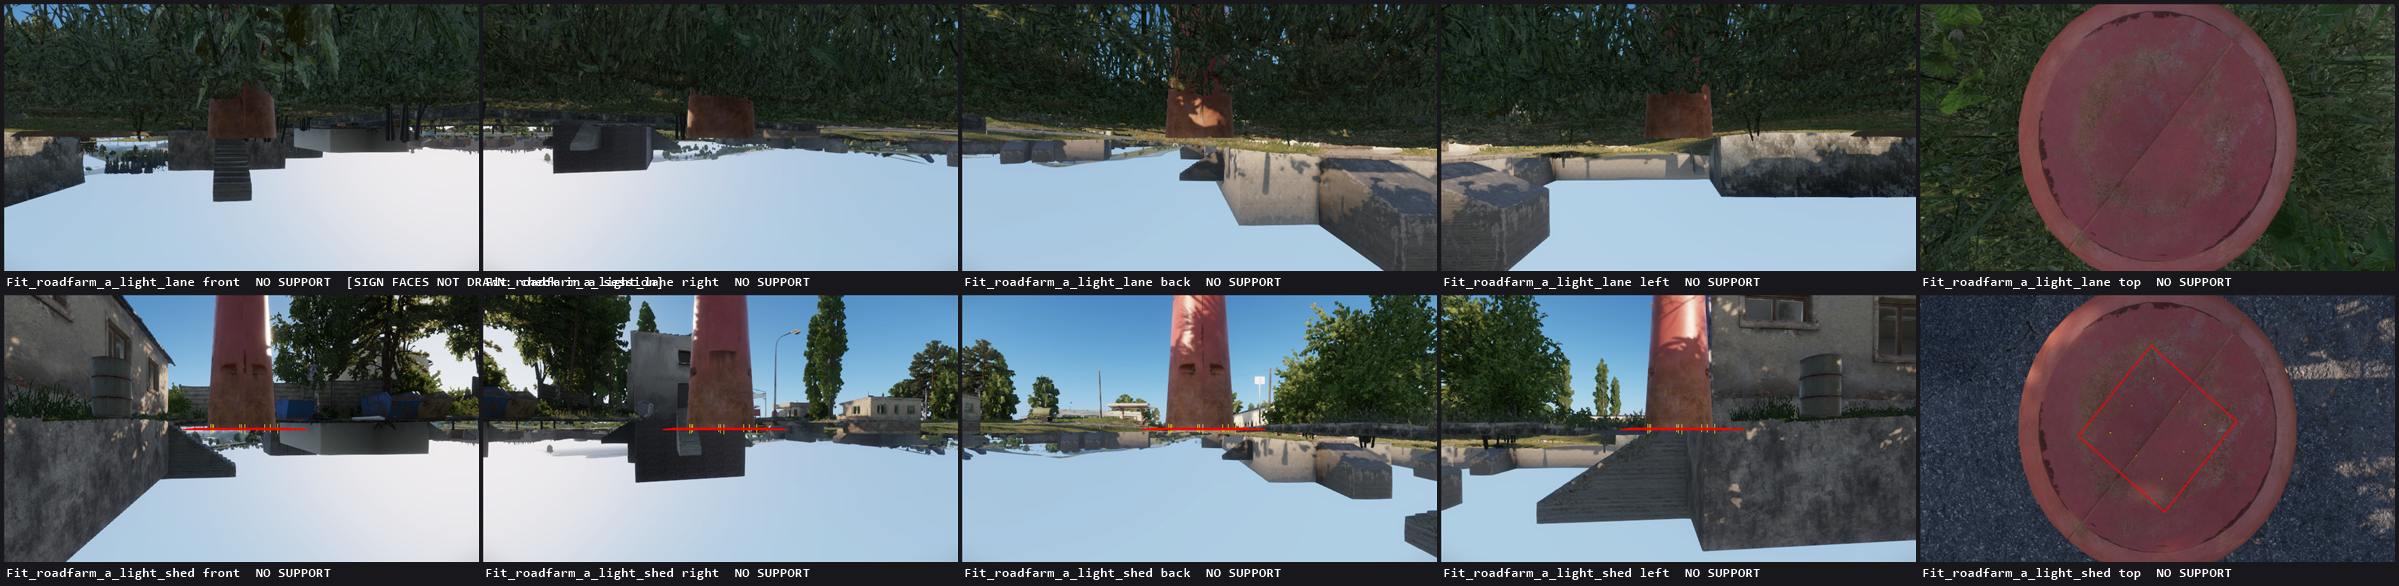 Fit_roadfarm_a_light_lane front  NO SUPPORT  [SIGN FACES NOT DRAWN:
Fit_roadfarm_a_light_lane right  NO SUPPORT
Fit_roadfarm_a_light_lane back  NO SUPPORT
Fit_roadfarm_a_light_lane left  NO SUPPORT
Fit_roadfarm_a_light_lane top  NO SUPPORT
Fit_roadfarm_a_light_shed front  NO SUPPORT
Fit_roadfarm_a_light_shed right  NO SUPPORT
Fit_roadfarm_a_light_shed back  NO SUPPORT
Fit_roadfarm_a_light_shed left  NO SUPPORT
Fit_roadfarm_a_light_shed top  NO SUPPORT